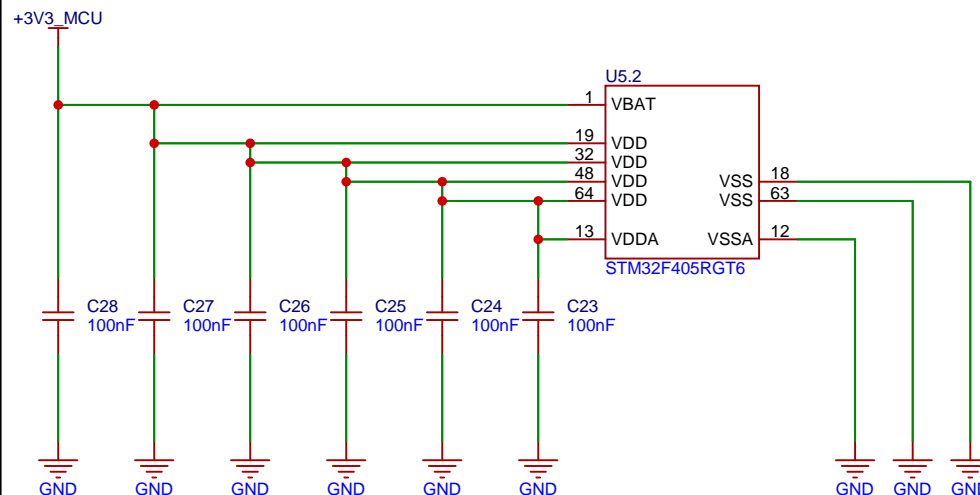 +3V3_MCU
U5.2
1 VBAT
19 VDD
32 VDD
48 VDD VSS 18
64 VDD VSS 63
13 VDDA VSSA 12
STM32F405RGT6
C28 C27 C26 C25 C24 C23
100nF 100nF 100nF 100nF 100nF 100nF
GND GND GND GND GND GND GND GND GND